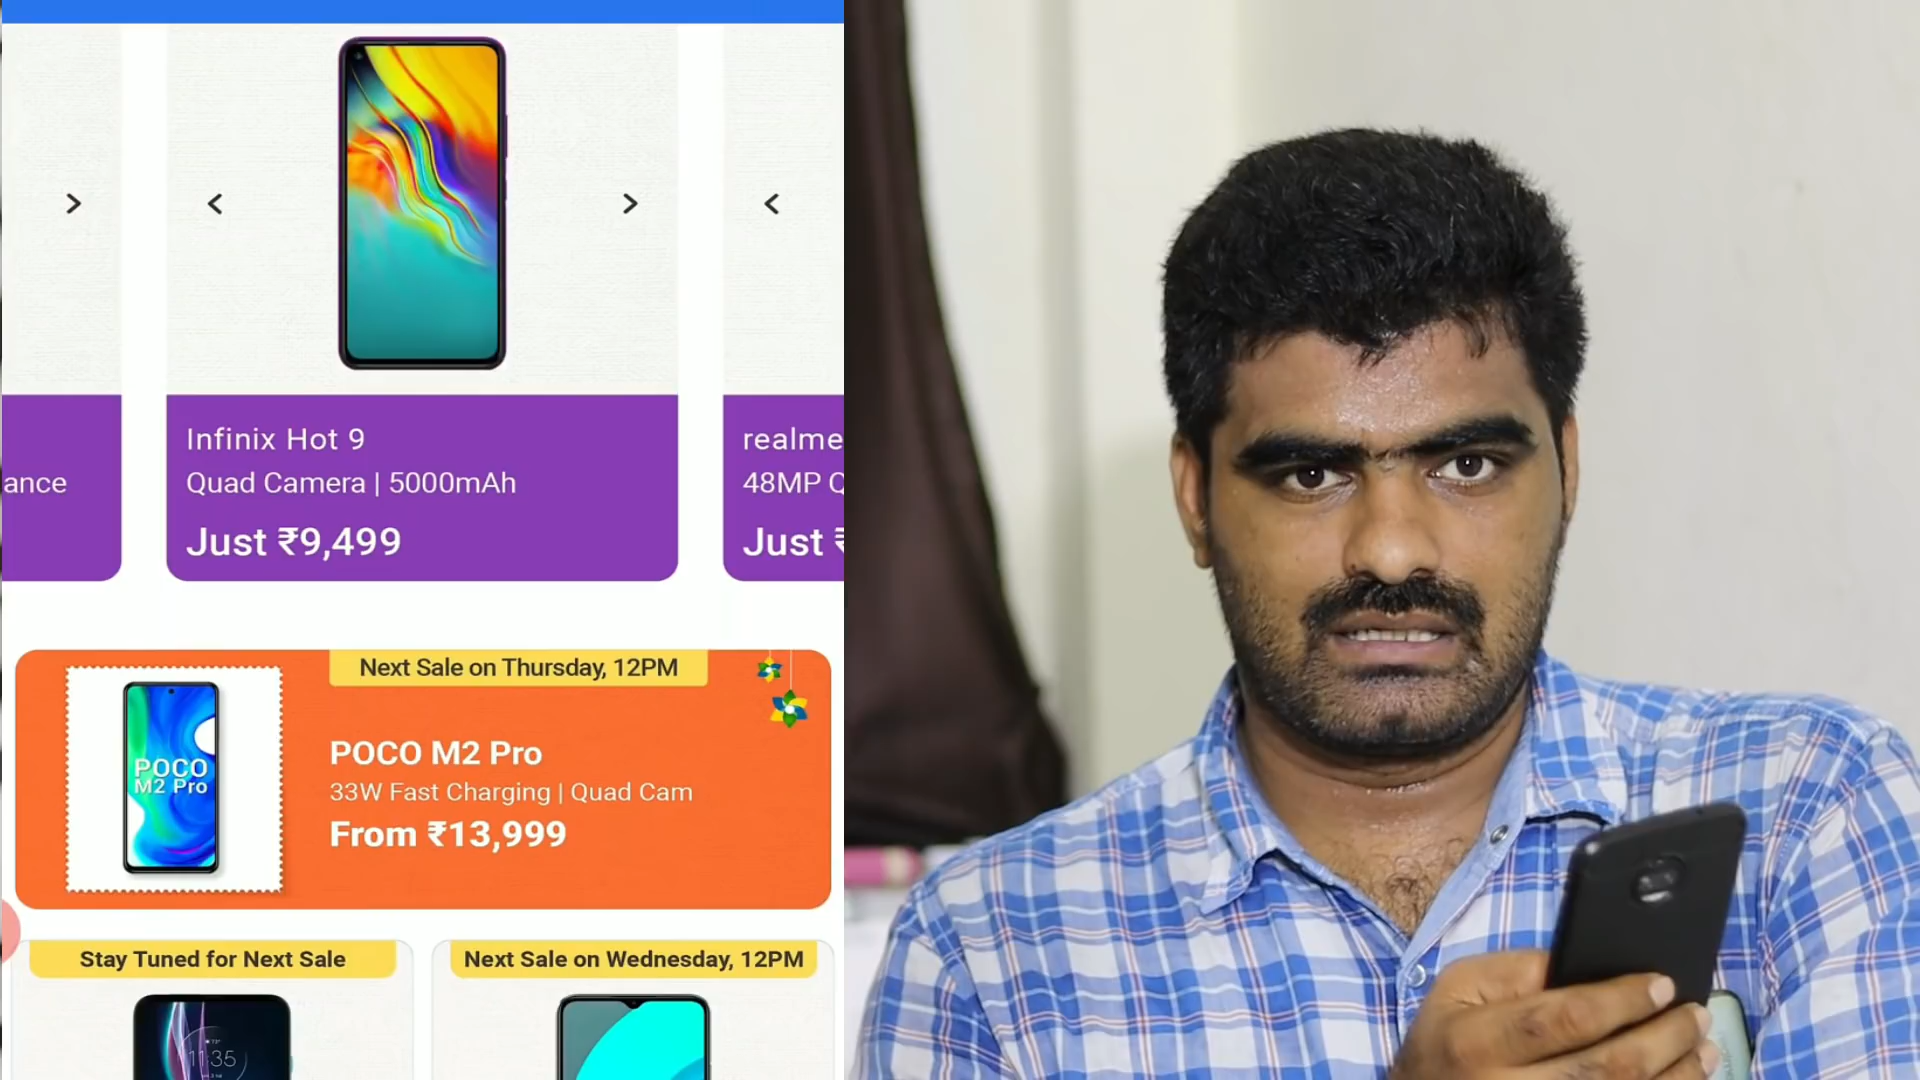 ance
Infinix Hot 9
Quad Camera | 5000mAh
Just ₹9,499
realme
48MP Q
Just ₹
Next Sale on Thursday, 12PM
POCO
M2 Pro
POCO M2 Pro
33W Fast Charging | Quad Cam
From ₹13,999
Stay Tuned for Next Sale
Next Sale on Wednesday, 12PM
11:35